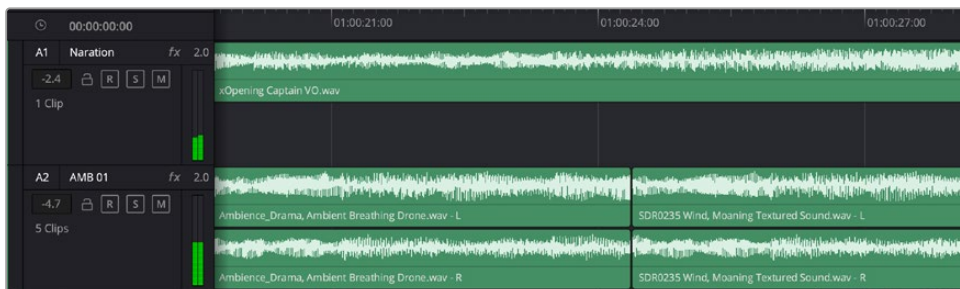 00:00:00:00
01:00:21:00 01:00:24:00 01:00:27:00
A1 Naration fx 2.0
-2.4 R S M
1 Clip
xOpening Captain VO.wav
A2 AMB 01 fx 2.0
-4.7 R S M
5 Clips
Ambience_Drama, Ambient Breathing Drone.wav - L
SDR0235 Wind, Moaning Textured Sound.wav - L
Ambience_Drama, Ambient Breathing Drone.wav - R
SDR0235 Wind, Moaning Textured Sound.wav - R